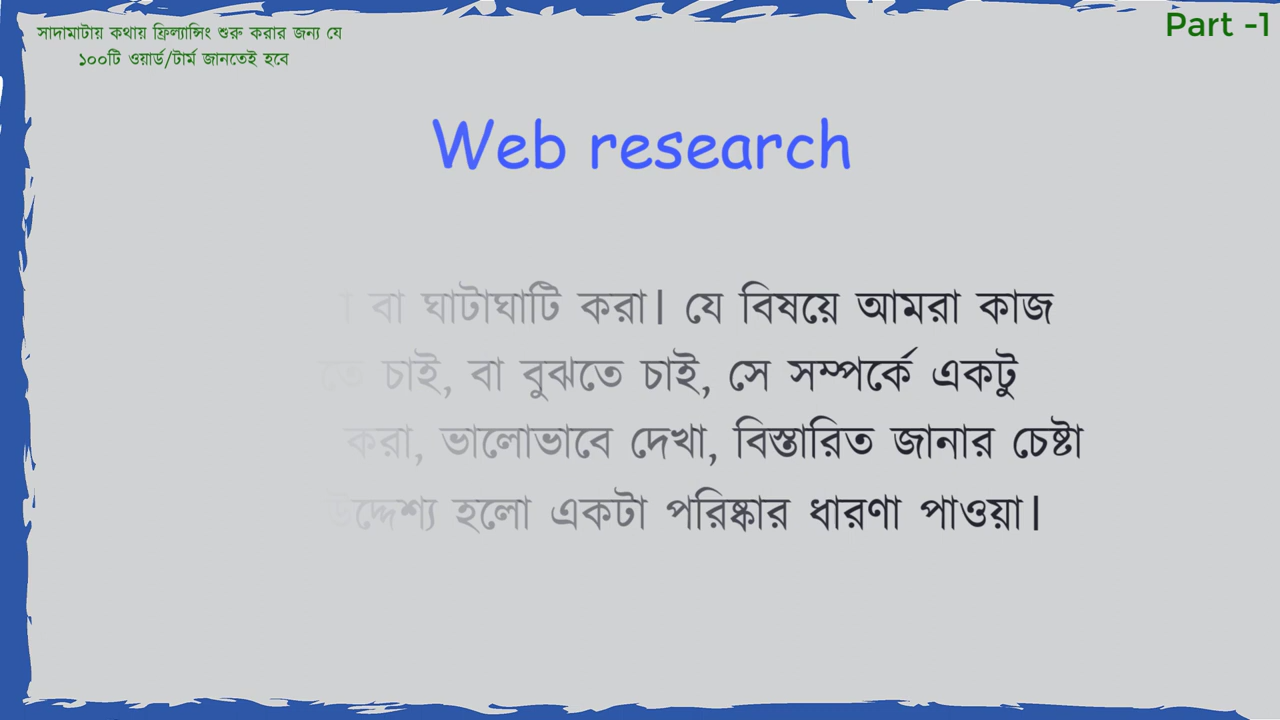 সাদামাটায় কথায় ফ্রিল্যান্সিং শুরু করার জন্য যে
১০০টি ওয়ার্ড/টার্ম জানতেই হবে
Part -1
Web research
বা ঘাটাঘাটি করা। যে বিষয়ে আমরা কাজ
চাই, বা বুঝতে চাই, সে সম্পর্কে একটু
করা, ভালোভাবে দেখা, বিস্তারিত জানার চেষ্টা
উদ্দেশ্য হলো একটা পরিষ্কার ধারণা পাওয়া।